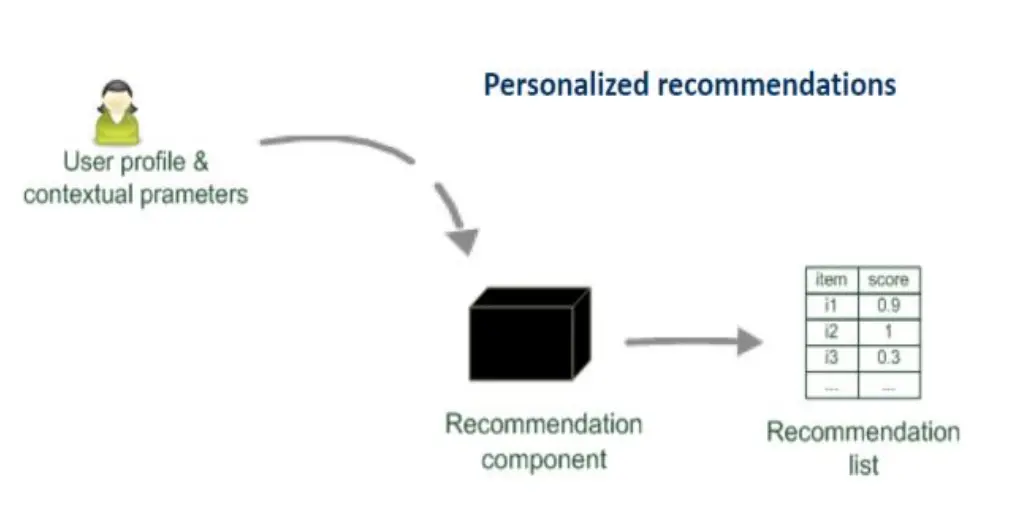 Personalized recommendations
User profile &
contextual prameters
item score
i1 0.9
i2 1
i3 0.3
... ...
Recommendation
component
Recommendation
list